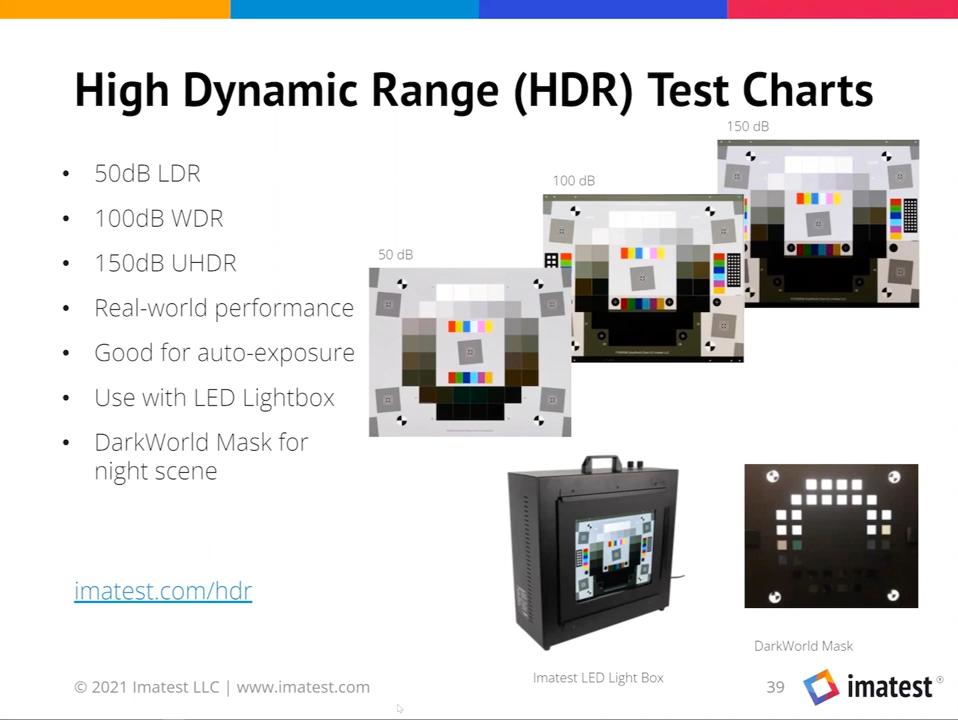 High Dynamic Range (HDR) Test Charts
150 dB
100 dB
50 dB
• 50dB LDR
• 100dB WDR
• 150dB UHDR
• Real-world performance
• Good for auto-exposure
• Use with LED Lightbox
• DarkWorld Mask for
night scene
imatest.com/hdr
DarkWorld Mask
Imatest LED Light Box
© 2021 Imatest LLC | www.imatest.com
39
imatest®